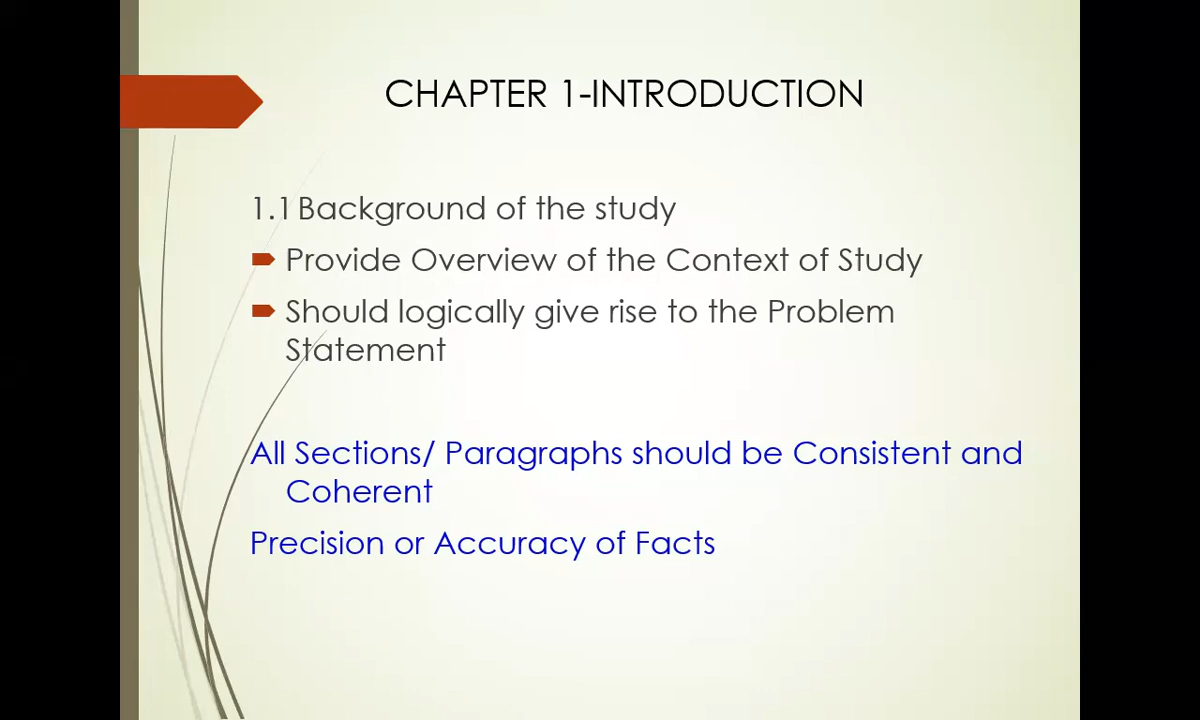 CHAPTER 1-INTRODUCTION
1.1 Background of the study
Provide Overview of the Context of Study
Should logically give rise to the Problem
Statement
All Sections/ Paragraphs should be Consistent and
Coherent
Precision or Accuracy of Facts